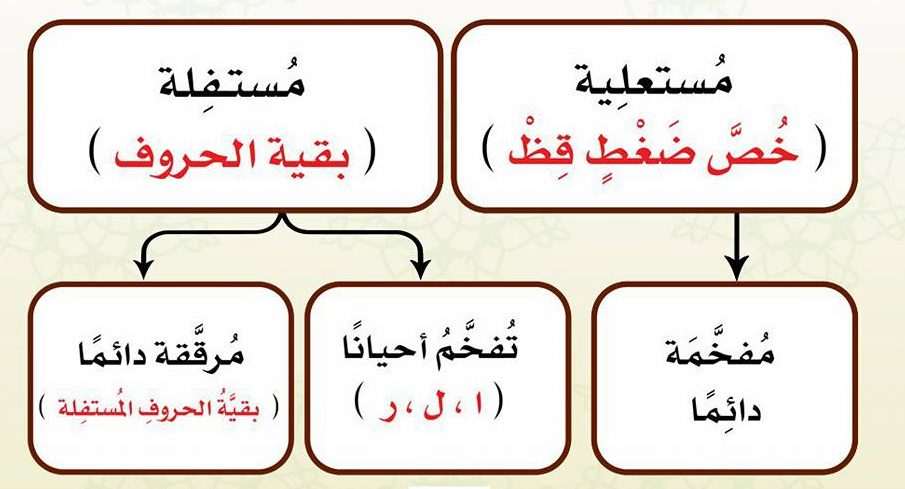 مُستعلِية
( خُصَّ ضَغْطٍ قِظْ )
مُستفِلة
( بقية الحروف )
مُفخَّمَة
دائِمًا
تُفخَّمُ أحيانًا
( ا ، ل ، ر )
مُرقَّقة دائمًا
( بقيَّةُ الحروفِ المُستفِلة )